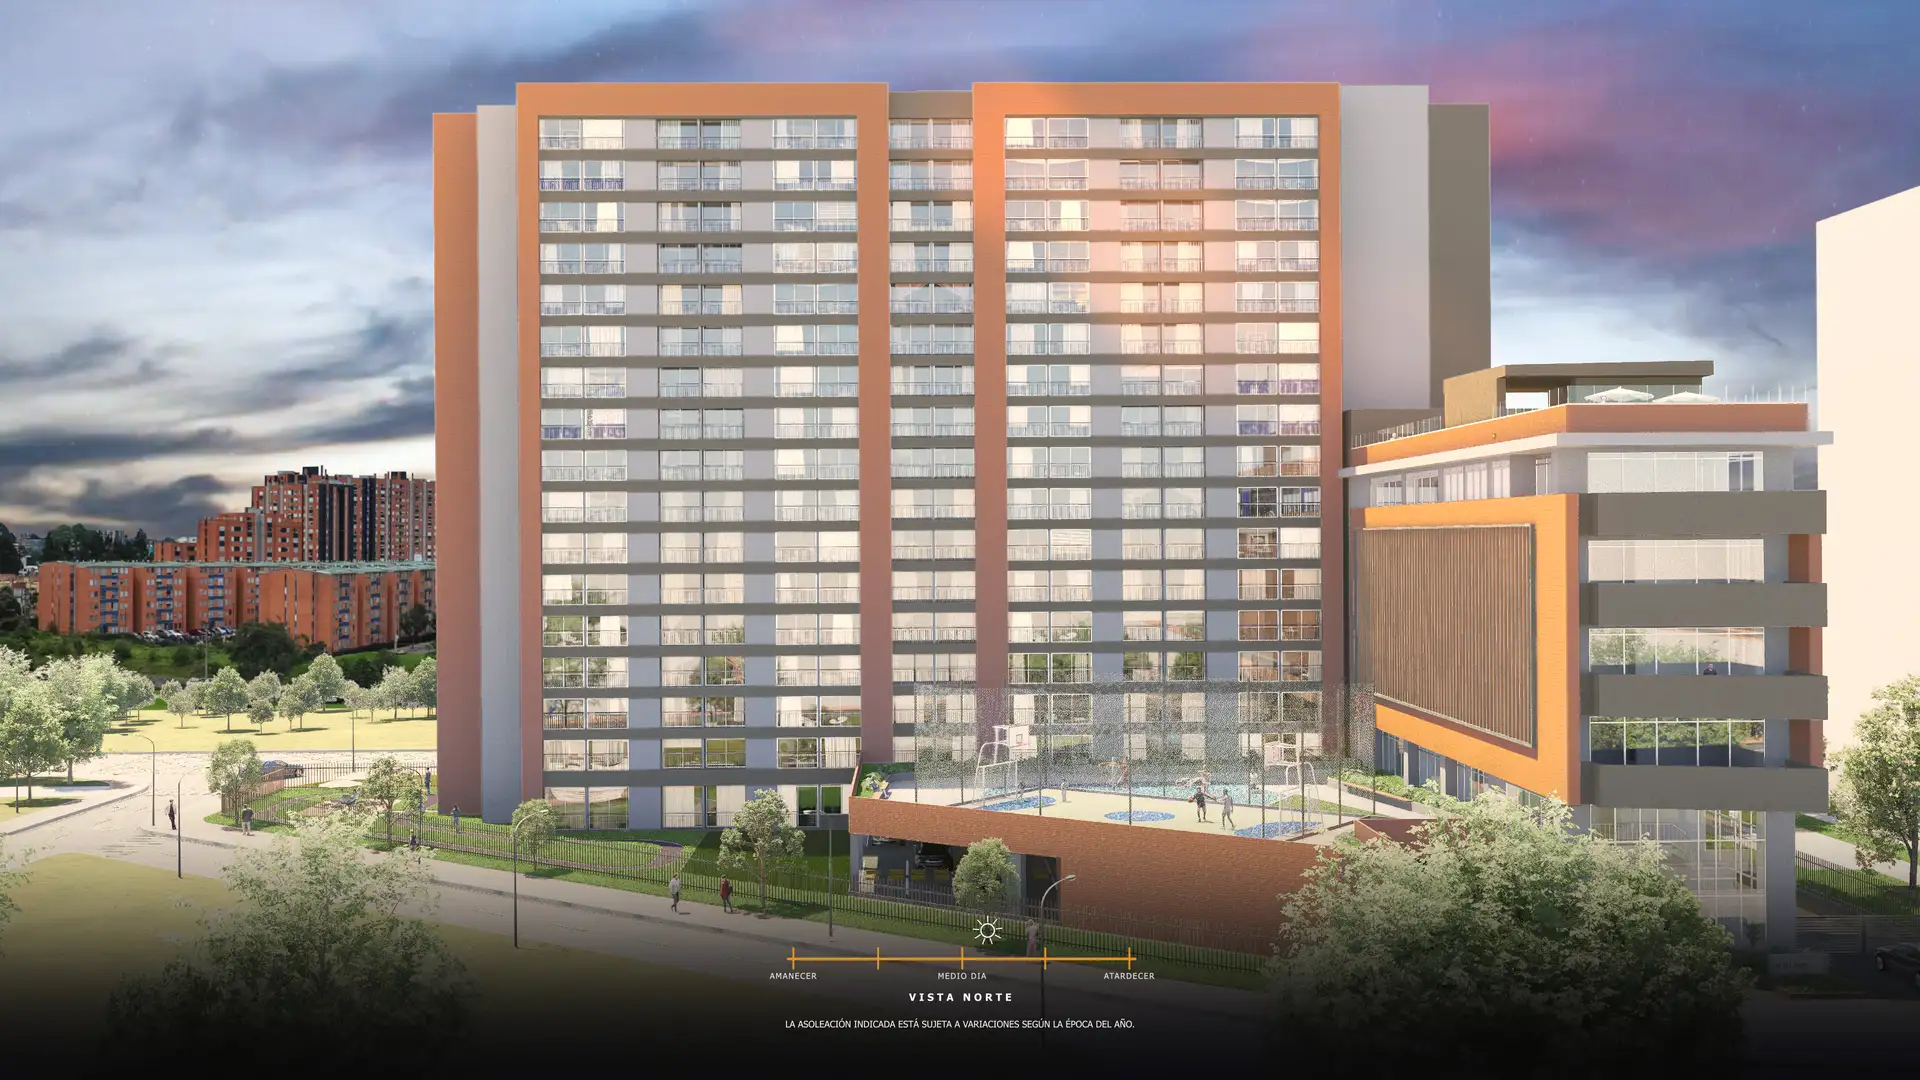 AMANECER MEDIO DIA ATARDECER
VISTA NORTE
LA ASOLEACIÓN INDICADA ESTÁ SUJETA A VARIACIONES SEGÚN LA ÉPOCA DEL AÑO.